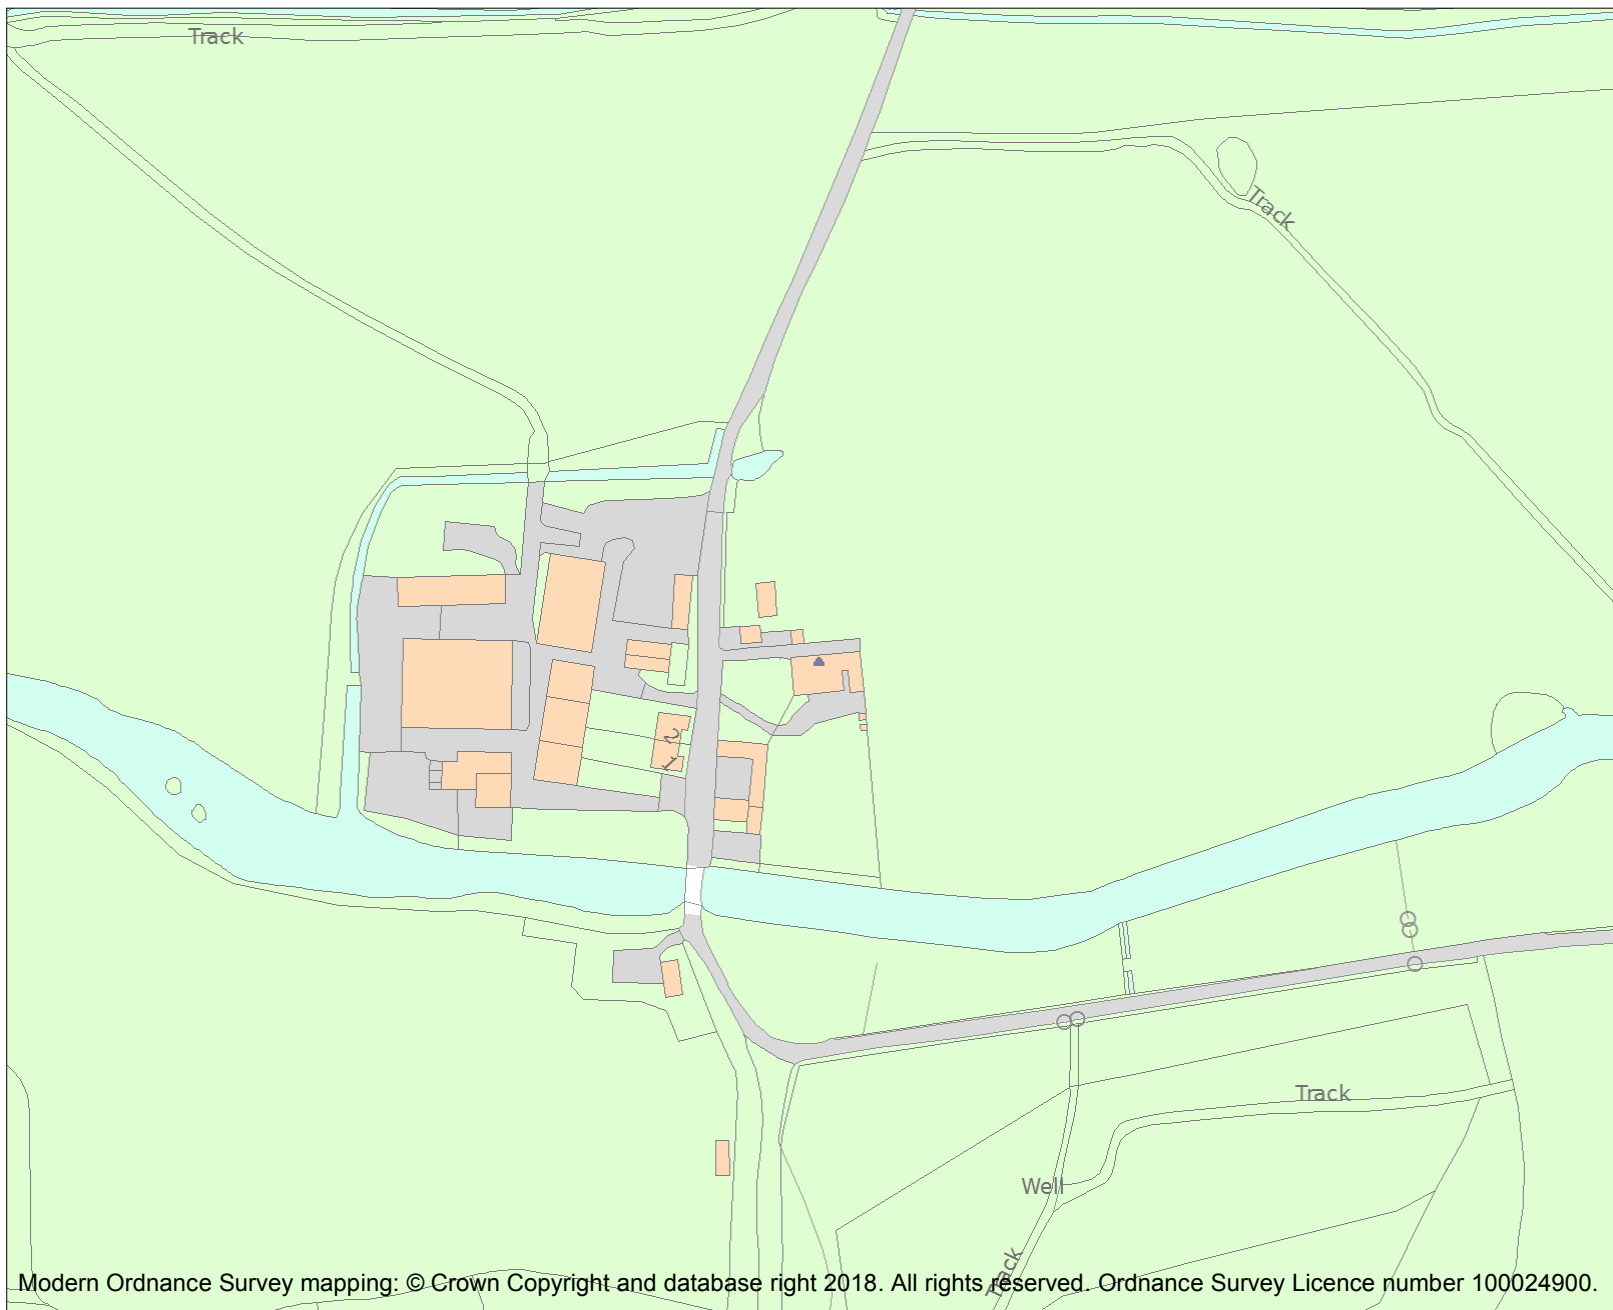 Track
Track
2
1
Track
Well
Track
Modern Ordnance Survey mapping: © Crown Copyright and database right 2018. All rights reserved. Ordnance Survey Licence number 100024900.